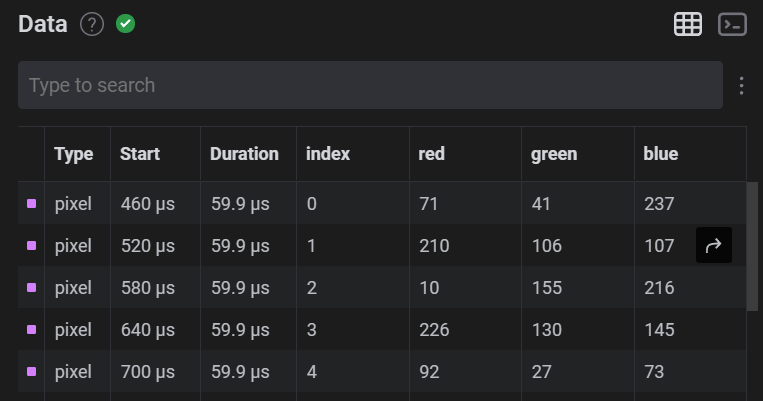 Data ?
Type to search
Type Start Duration index red green blue
pixel 460 µs 59.9 µs 0 71 41 237
pixel 520 µs 59.9 µs 1 210 106 107
pixel 580 µs 59.9 µs 2 10 155 216
pixel 640 µs 59.9 µs 3 226 130 145
pixel 700 µs 59.9 µs 4 92 27 73